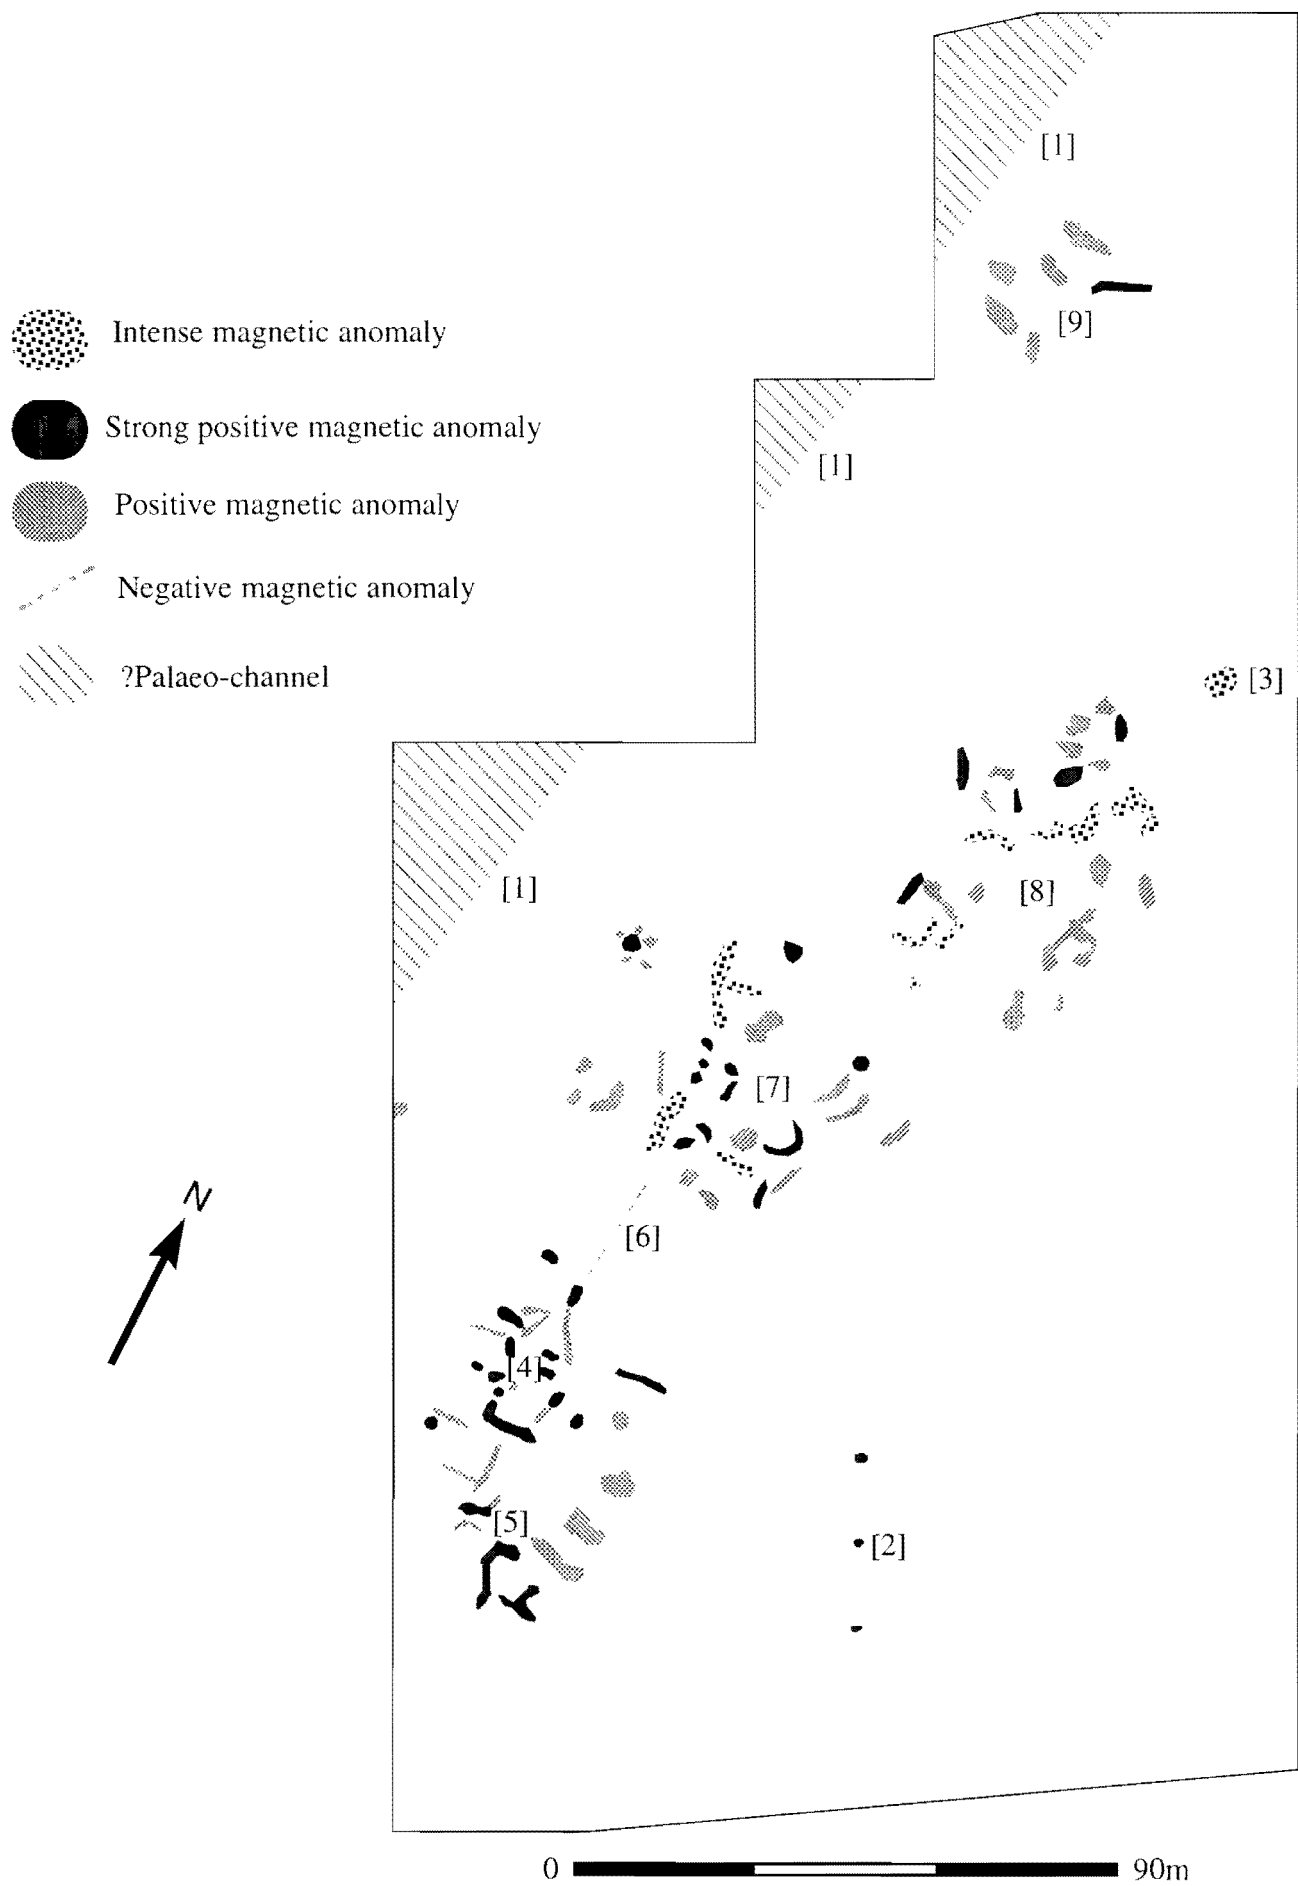 [1]
[9]
Intense magnetic anomaly
Strong positive magnetic anomaly
[1]
Positive magnetic anomaly
Negative magnetic anomaly
?Palaeo-channel
[3]
[1]
[8]
[7]
N
[6]
[4]
[5]
[2]
0 90m